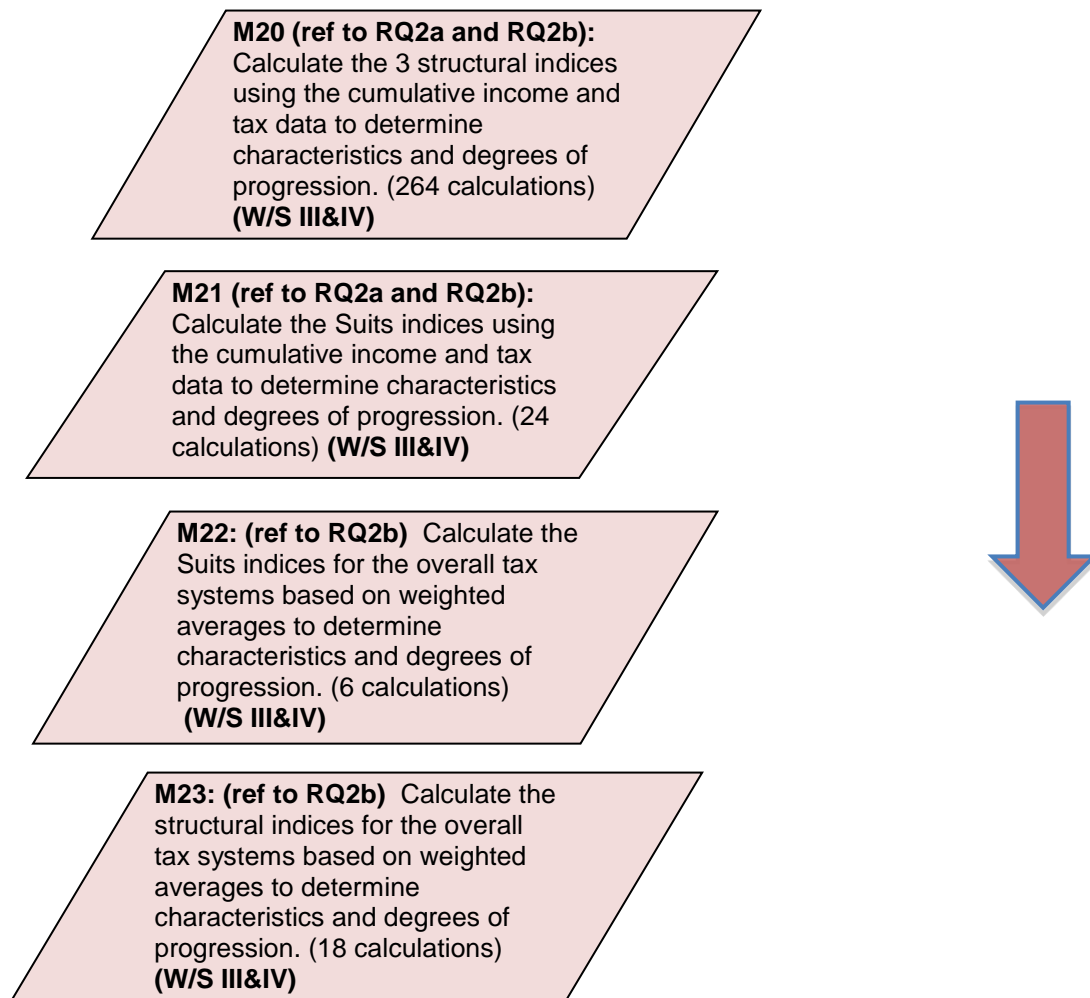 M20 (ref to RQ2a and RQ2b):
Calculate the 3 structural indices
using the cumulative income and
tax data to determine
characteristics and degrees of
progression. (264 calculations)
(W/S III&IV)
M21 (ref to RQ2a and RQ2b):
Calculate the Suits indices using
the cumulative income and tax
data to determine characteristics
and degrees of progression. (24
calculations) (W/S III&IV)
M22: (ref to RQ2b)  Calculate the
Suits indices for the overall tax
systems based on weighted
averages to determine
characteristics and degrees of
progression. (6 calculations)
(W/S III&IV)
M23: (ref to RQ2b)  Calculate the
structural indices for the overall
tax systems based on weighted
averages to determine
characteristics and degrees of
progression. (18 calculations)
(W/S III&IV)